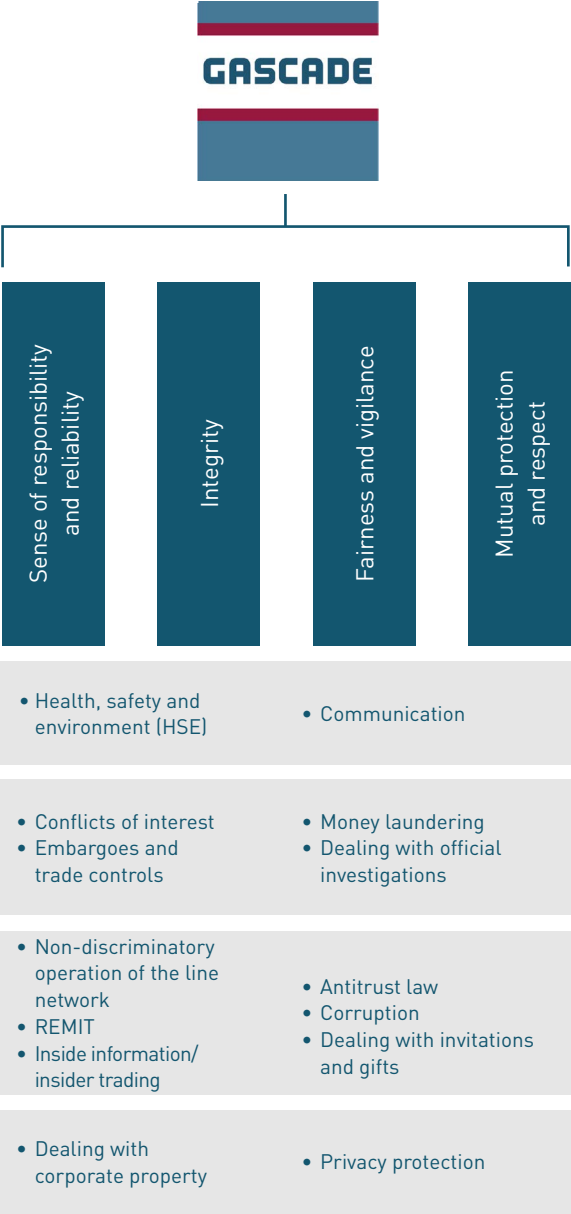 GASCADE
Sense of responsibility
and reliability
Integrity
Fairness and vigilance
Mutual protection
and respect
• Health, safety and
environment (HSE)
• Communication
• Conflicts of interest
• Embargoes and
trade controls
• Money laundering
• Dealing with official
investigations
• Non-discriminatory
operation of the line
network
• REMIT
• Inside information/
insider trading
• Antitrust law
• Corruption
• Dealing with invitations
and gifts
• Dealing with
corporate property
• Privacy protection